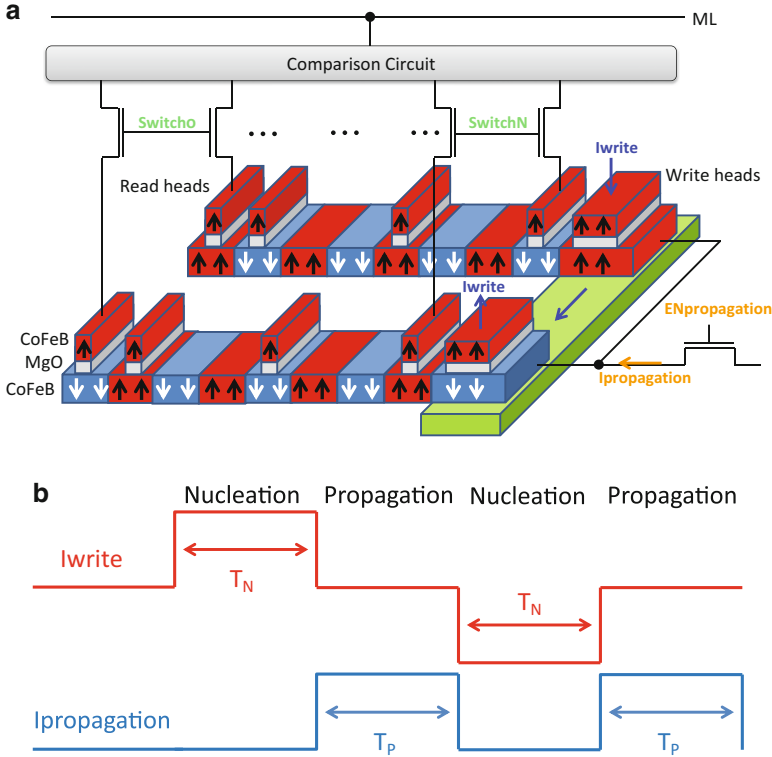 a
ML
Comparison Circuit
Switch0
SwitchN
Iwrite
Read heads
Write heads
Iwrite
ENpropagation
CoFeB
MgO
CoFeB
Ipropagation
b
Nucleation Propagation Nucleation Propagation
Iwrite
TN
TN
Ipropagation
TP
TP